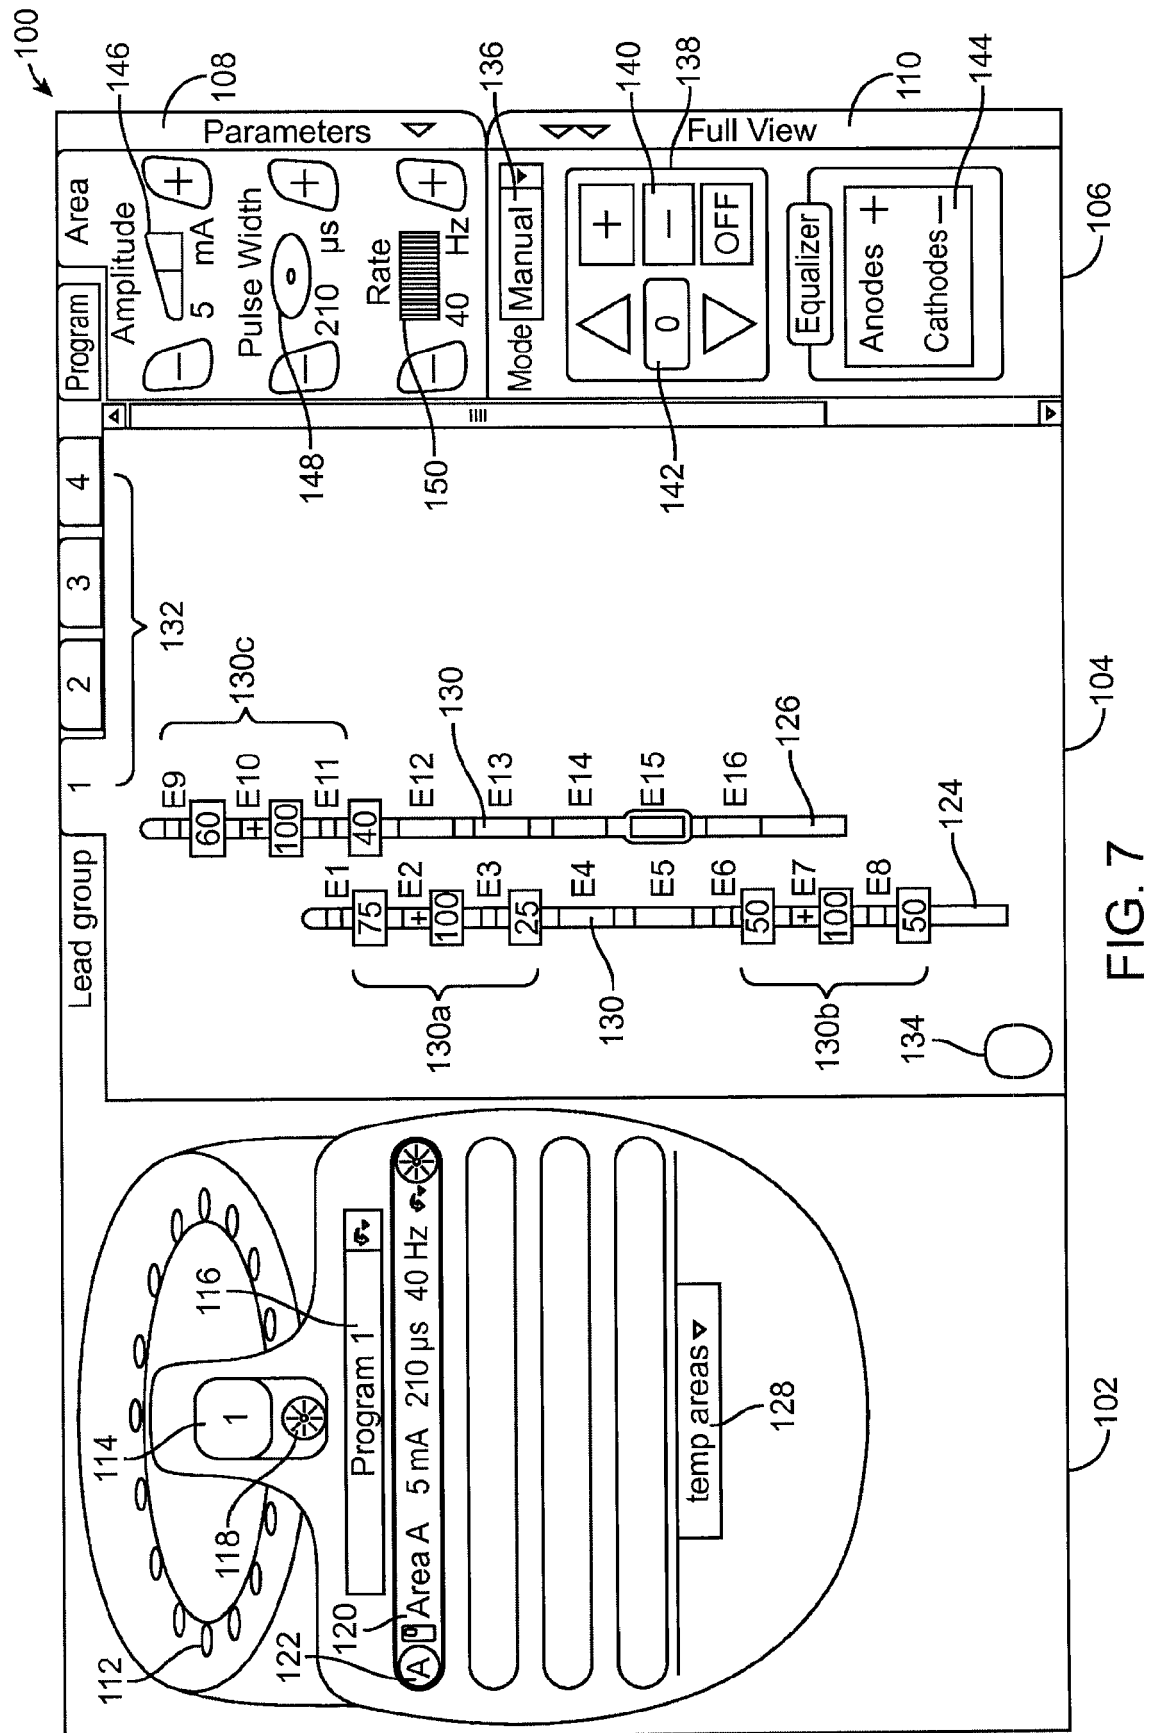 100
Lead group
1
2
3
4
132
Program
Area
146
108
Parameters
Amplitude
−
5 mA
+
Pulse Width
148
−
210 µs
+
Rate
150
−
40 Hz
+
Mode
Manual
136
Full View
110
+
−
OFF
0
140
138
142
Equalizer
Anodes +
Cathodes −
144
106
E9
60
E10
+
100
E11
40
E12
E13
E14
E15
E16
130c
130
126
E1
75
E2
+
100
E3
25
E4
E5
E6
50
E7
+
100
E8
50
130a
130
130b
124
134
104
112
114
1
118
116
Program 1
120
122
A
Area A 5 mA 210 µs 40 Hz
temp areas
128
102
FIG. 7